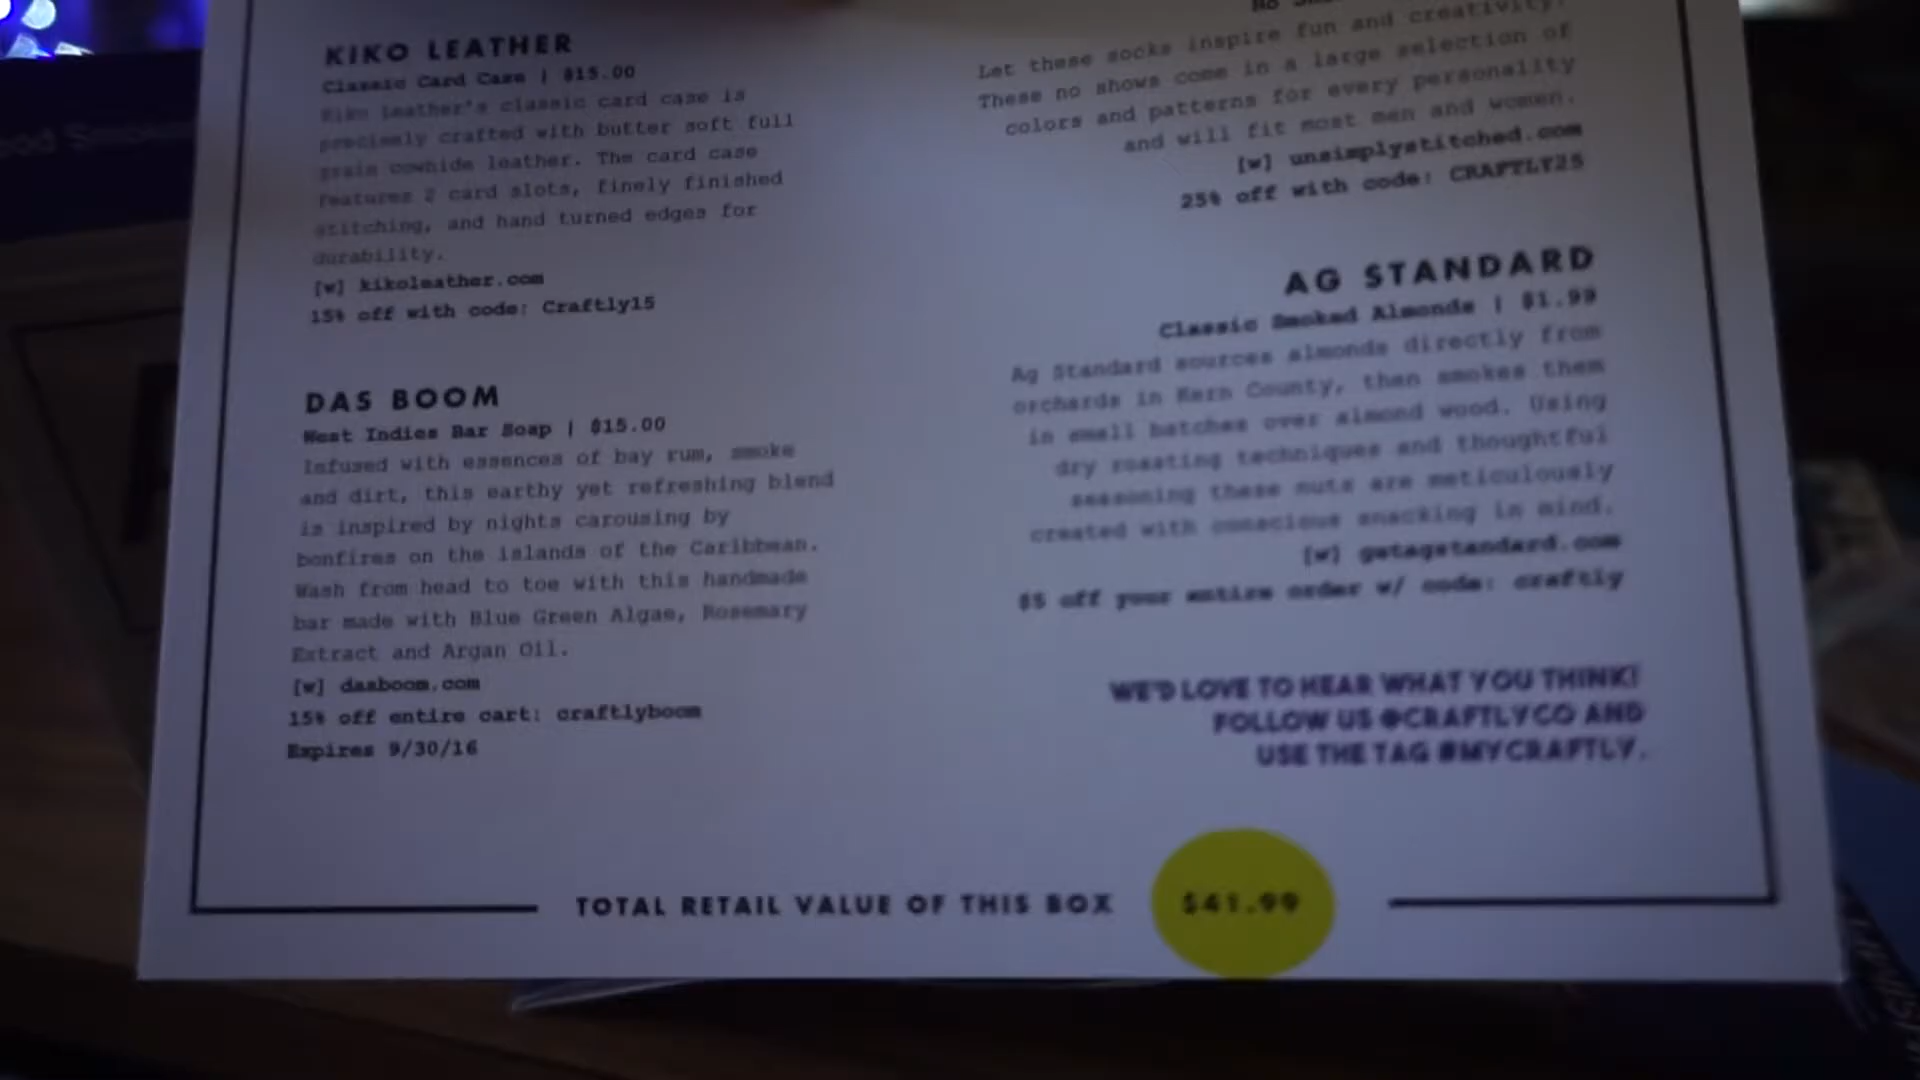 KIKO LEATHER
Classic Card Case | $15.00
Kiko Leather's classic card case is
precisely crafted with butter soft full
grain cowhide leather. The card case
features 2 card slots, finely finished
stitching, and hand turned edges for
durability.
[w] kikoleather.com
15% off with code: Craftly15
DAS BOOM
West Indies Bar Soap | $15.00
Infused with essences of bay rum, smoke
and dirt, this earthy yet refreshing blend
is inspired by nights carousing by
bonfires on the islands of the Caribbean.
Wash from head to toe with this handmade
bar made with Blue Green Algae, Rosemary
Extract and Argan Oil.
[w] dasboom.com
15% off entire cart: craftlyboom
Expires 9/30/16
No
Let these socks inspire fun and creativity.
These no shows come in a large selection of
colors and patterns for every personality
and will fit most men and women.
[w] unsimplystitched.com
25% off with code: CRAFTLY25
AG STANDARD
Classic Smoked Almonds | $1.99
Ag Standard sources almonds directly from
orchards in Kern County, then smokes them
in small batches over almond wood. Using
dry roasting techniques and thoughtful
seasoning these nuts are meticulously
created with conscious snacking in mind.
[w] getagstandard.com
$5 off your entire order w/ code: craftly
WE'D LOVE TO HEAR WHAT YOU THINK!
FOLLOW US @CRAFTLYCO AND
USE THE TAG #MYCRAFTLY.
TOTAL RETAIL VALUE OF THIS BOX $41.99